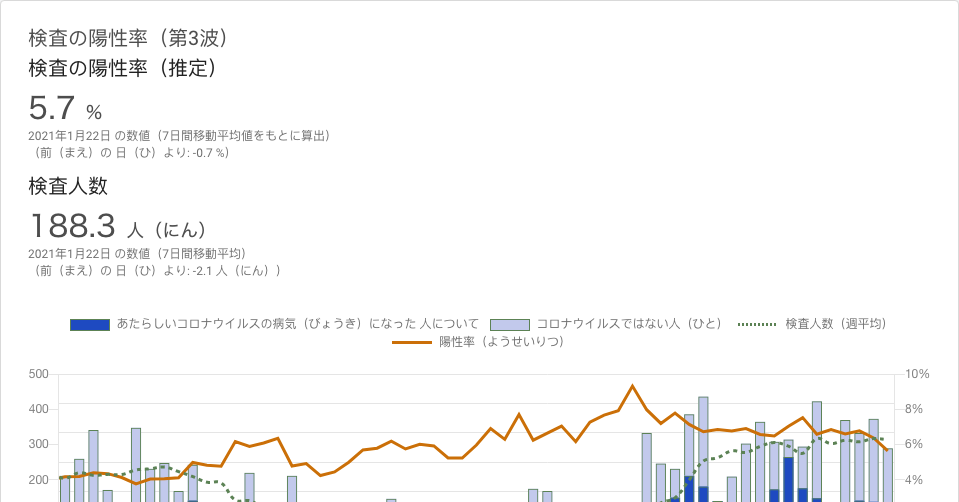 検査の陽性率（第3波）
検査の陽性率（推定）
5.7 %
2021年1月22日 の数値（7日間移動平均値をもとに算出）
（前（まえ）の 日（ひ）より: -0.7 %）
検査人数
188.3 人（にん）
2021年1月22日 の数値（7日間移動平均）
（前（まえ）の 日（ひ）より: -2.1 人（にん））
あたらしいコロナウイルスの病気（びょうき）になった 人について コロナウイルスではない人（ひと） 検査人数（週平均）
陽性率（ようせいりつ）
500 10%
400 8%
300 6%
200 4%